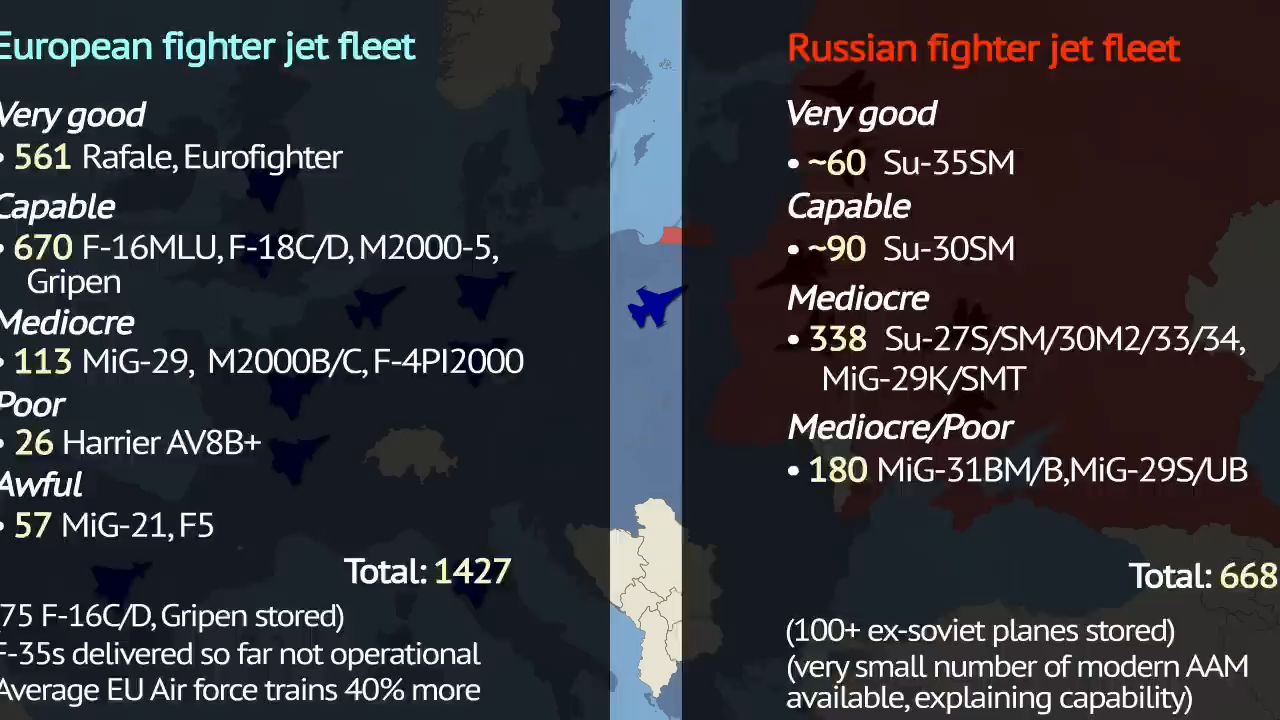 European fighter jet fleet
Very good
• 561 Rafale, Eurofighter
Capable
• 670 F-16MLU, F-18C/D, M2000-5,
Gripen
Mediocre
• 113 MiG-29, M2000B/C, F-4PI2000
Poor
• 26 Harrier AV8B+
Awful
• 57 MiG-21, F5
Total: 1427
(75 F-16C/D, Gripen stored)
F-35s delivered so far not operational
Average EU Air force trains 40% more
Russian fighter jet fleet
Very good
• ~60 Su-35SM
Capable
• ~90 Su-30SM
Mediocre
• 338 Su-27S/SM/30M2/33/34,
MiG-29K/SMT
Mediocre/Poor
• 180 MiG-31BM/B,MiG-29S/UB
Total: 668
(100+ ex-soviet planes stored)
(very small number of modern AAM
available, explaining capability)